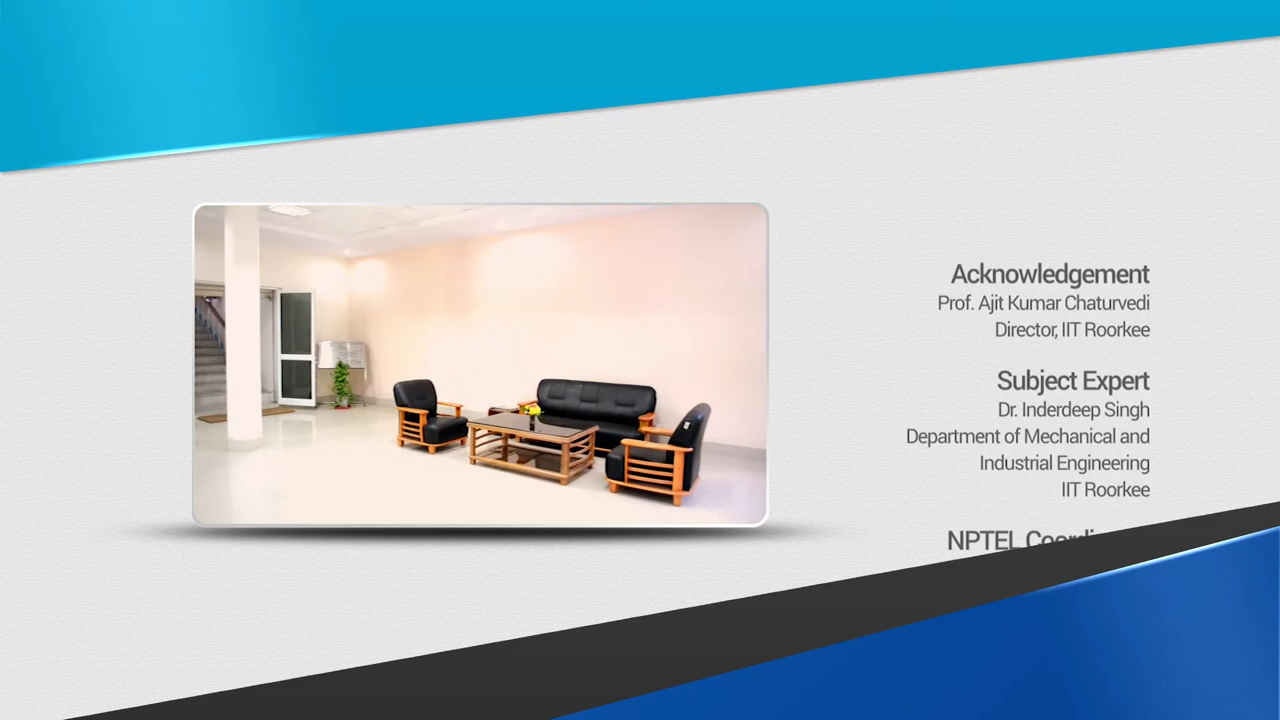 Acknowledgement
Prof. Ajit Kumar Chaturvedi
Director, IIT Roorkee
Subject Expert
Dr. Inderdeep Singh
Department of Mechanical and
Industrial Engineering
IIT Roorkee
NPTEL